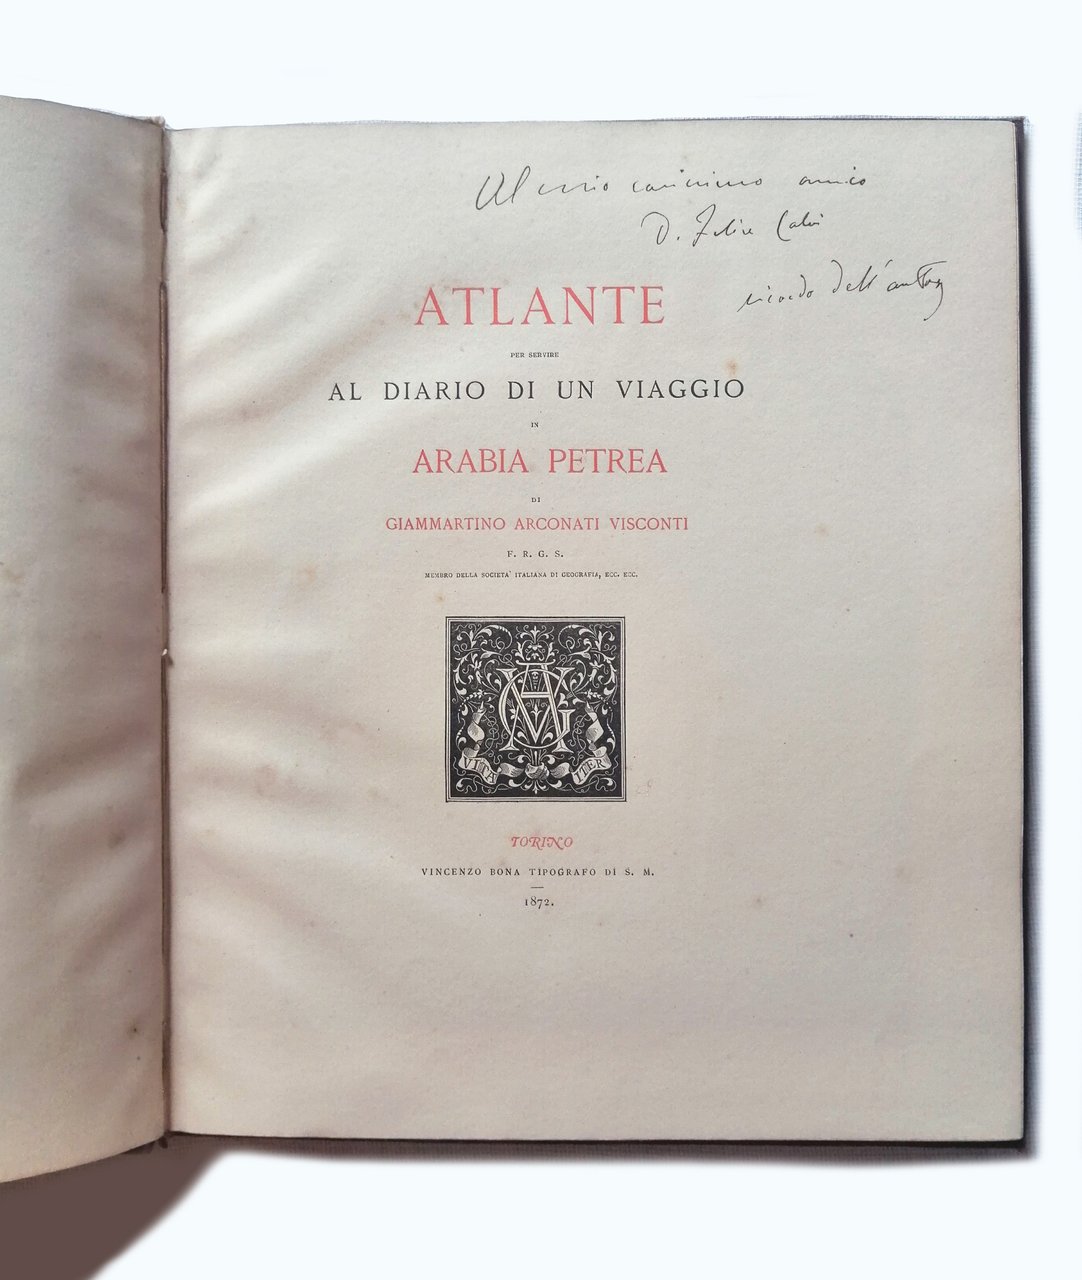 Al mio carissimo amico
D. Felice Calvi
ricordo dell'autore
ATLANTE
PER SERVIRE
AL DIARIO DI UN VIAGGIO
IN
ARABIA PETREA
DI
GIAMMARTINO ARCONATI VISCONTI
F. R. G. S.
MEMBRO DELLA SOCIETA' ITALIANA DI GEOGRAFIA, ECC. ECC.
VITA ITER
TORINO
VINCENZO BONA TIPOGRAFO DI S. M.
1872.